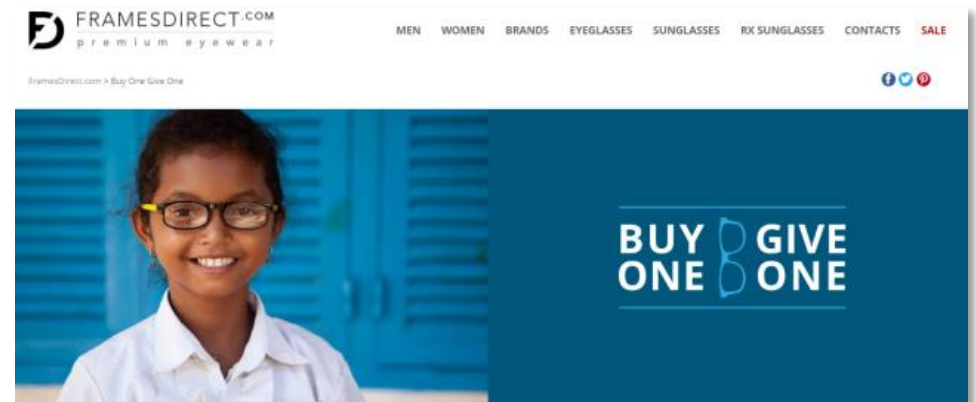 FRAMESDIRECT.COM
premium eyewear
MEN WOMEN BRANDS EYEGLASSES SUNGLASSES RX SUNGLASSES CONTACTS SALE
FramesDirect.com > Buy One Give One
BUY GIVE
ONE ONE